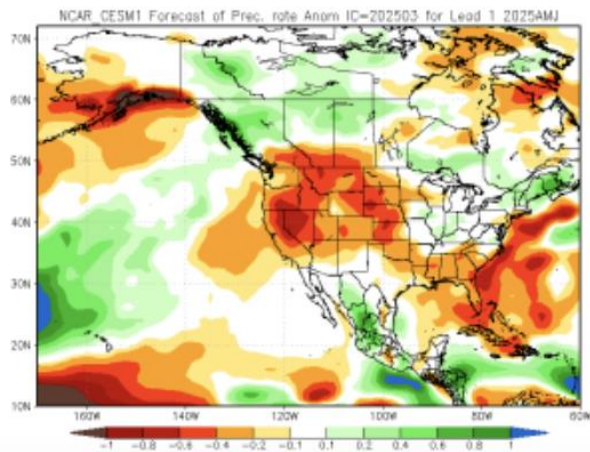 NCAR_CESM1 Forecast of Prec. rate Anom IC=202503 for Lead 1 2025AMJ
70N
60N
50N
40N
30N
20N
10N
160W 140W 120W 100W 80W 60W
-1 -0.8 -0.6 -0.4 -0.2 -0.1 0.1 0.2 0.4 0.6 0.8 1